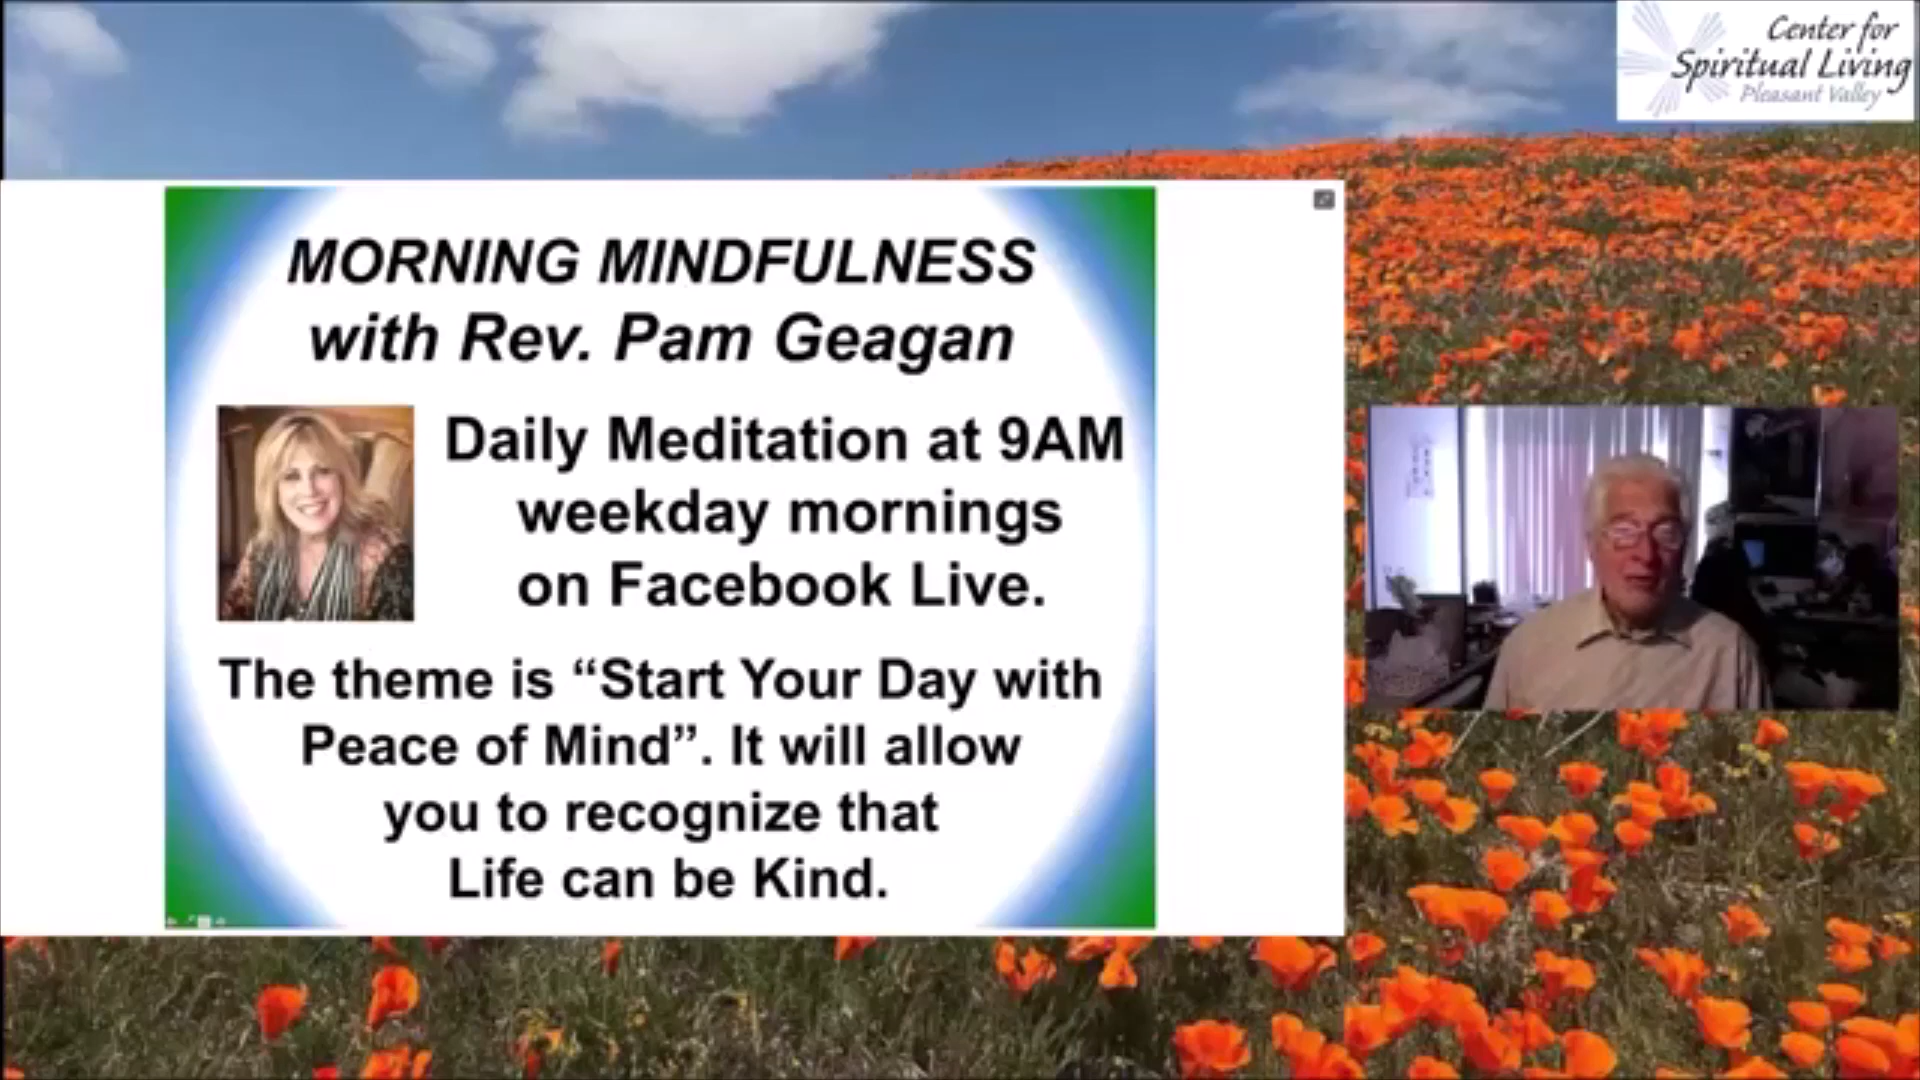 Center for
Spiritual Living
Pleasant Valley
MORNING MINDFULNESS
with Rev. Pam Geagan
Daily Meditation at 9AM
weekday mornings
on Facebook Live.
The theme is “Start Your Day with
Peace of Mind”. It will allow
you to recognize that
Life can be Kind.